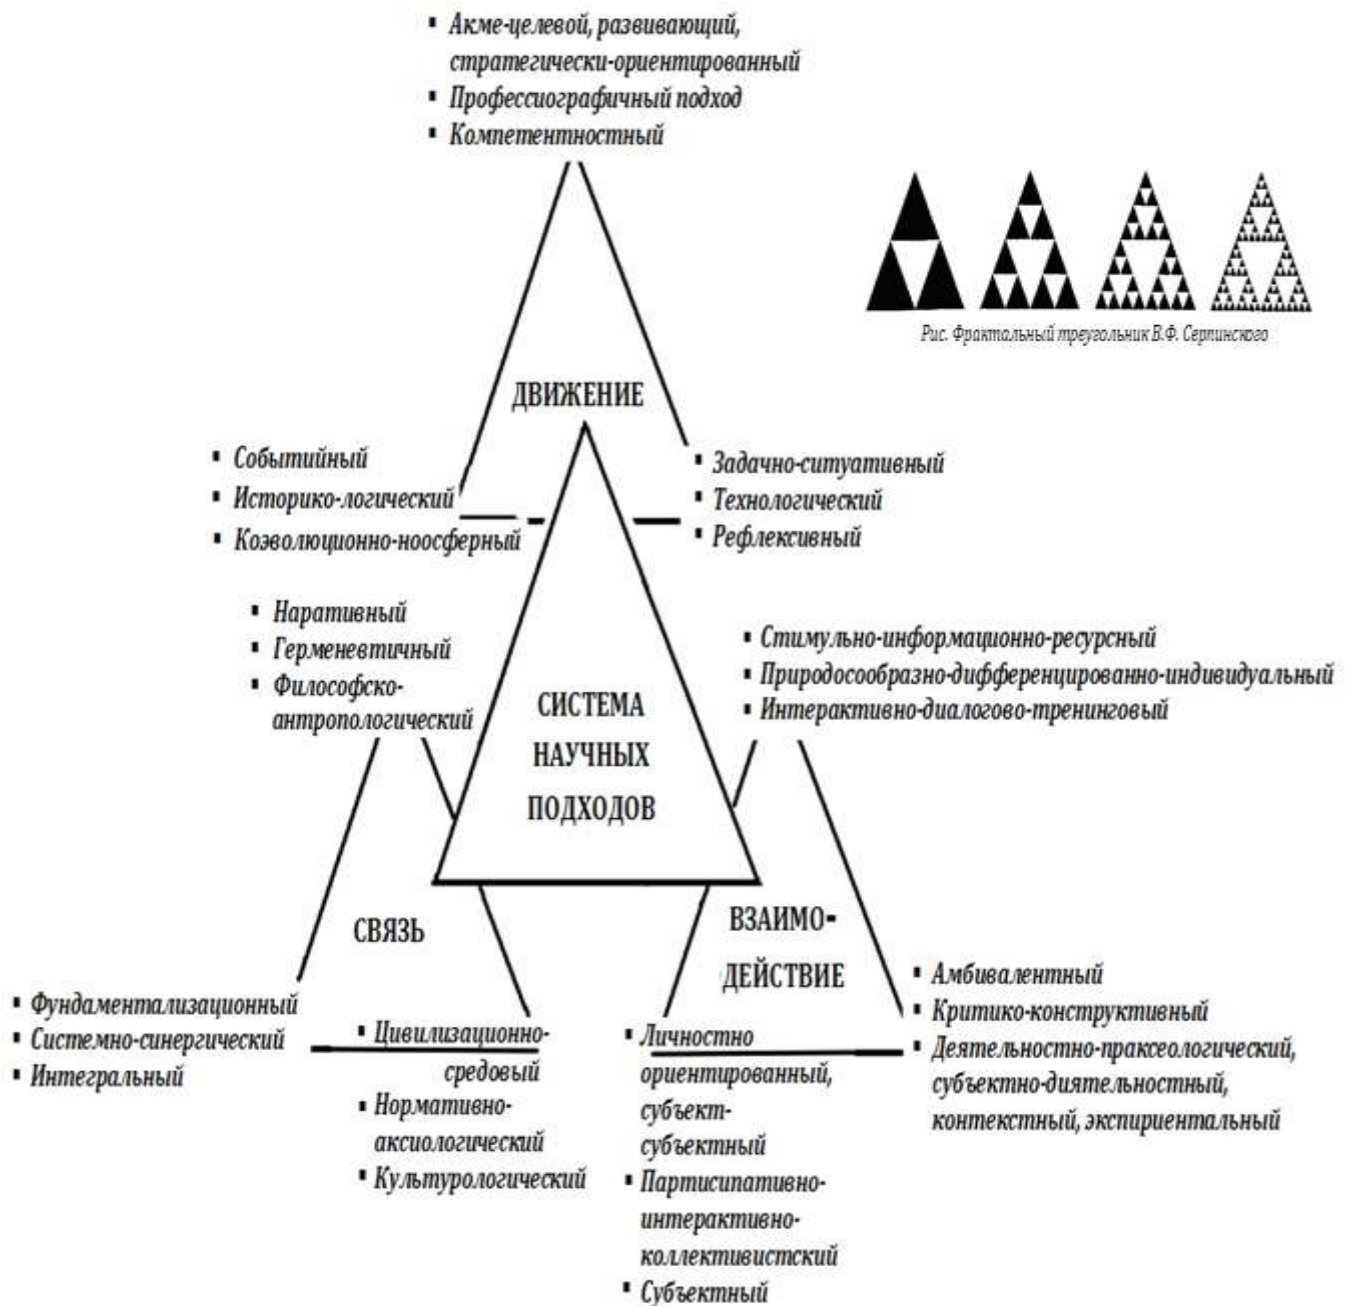 ▪ Акме-целевой, развивающий,
стратегически-ориентированный
▪ Профессиографичный подход
▪ Компетентностный
Рис. Фрактальный треугольник В.Ф. Серпинского
ДВИЖЕНИЕ
▪ Событийный
▪ Историко-логический
▪ Коэволюционно-ноосферный
▪ Задачно-ситуативный
▪ Технологический
▪ Рефлексивный
▪ Наративный
▪ Герменевтичный
▪ Философско-
антропологический
▪ Стимульно-информационно-ресурсный
▪ Природосообразно-дифференцированно-индивидуальный
▪ Интерактивно-диалогово-тренинговый
СИСТЕМА
НАУЧНЫХ
ПОДХОДОВ
СВЯЗЬ
ВЗАИМО-
ДЕЙСТВИЕ
▪ Фундаментализационный
▪ Системно-синергический
▪ Интегральный
▪ Цивилизационно-
средовый
▪ Нормативно-
аксиологический
▪ Культурологический
▪ Личностно
ориентированный,
субъект-
субъектный
▪ Партисипативно-
интерактивно-
коллективистский
▪ Субъектный
▪ Амбивалентный
▪ Критико-конструктивный
▪ Деятельностно-праксеологический,
субъектно-диятельностный,
контекстный, экспириентальный